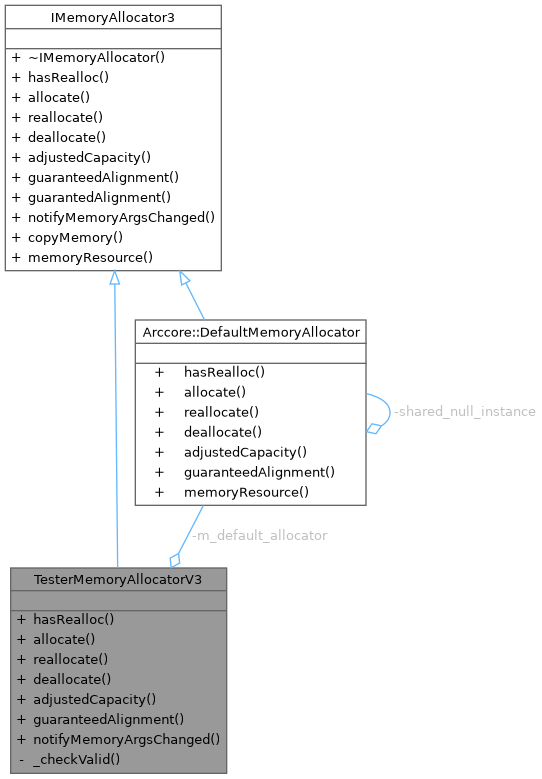 IMemoryAllocator3
+ ~IMemoryAllocator()
+ hasRealloc()
+ allocate()
+ reallocate()
+ deallocate()
+ adjustedCapacity()
+ guaranteedAlignment()
+ guarantedAlignment()
+ notifyMemoryArgsChanged()
+ copyMemory()
+ memoryResource()
Arccore::DefaultMemoryAllocator
+ hasRealloc()
+ allocate()
+ reallocate()
+ deallocate()
+ adjustedCapacity()
+ guaranteedAlignment()
+ memoryResource()
-shared_null_instance
-m_default_allocator
TesterMemoryAllocatorV3
+ hasRealloc()
+ allocate()
+ reallocate()
+ deallocate()
+ adjustedCapacity()
+ guaranteedAlignment()
+ notifyMemoryArgsChanged()
- _checkValid()